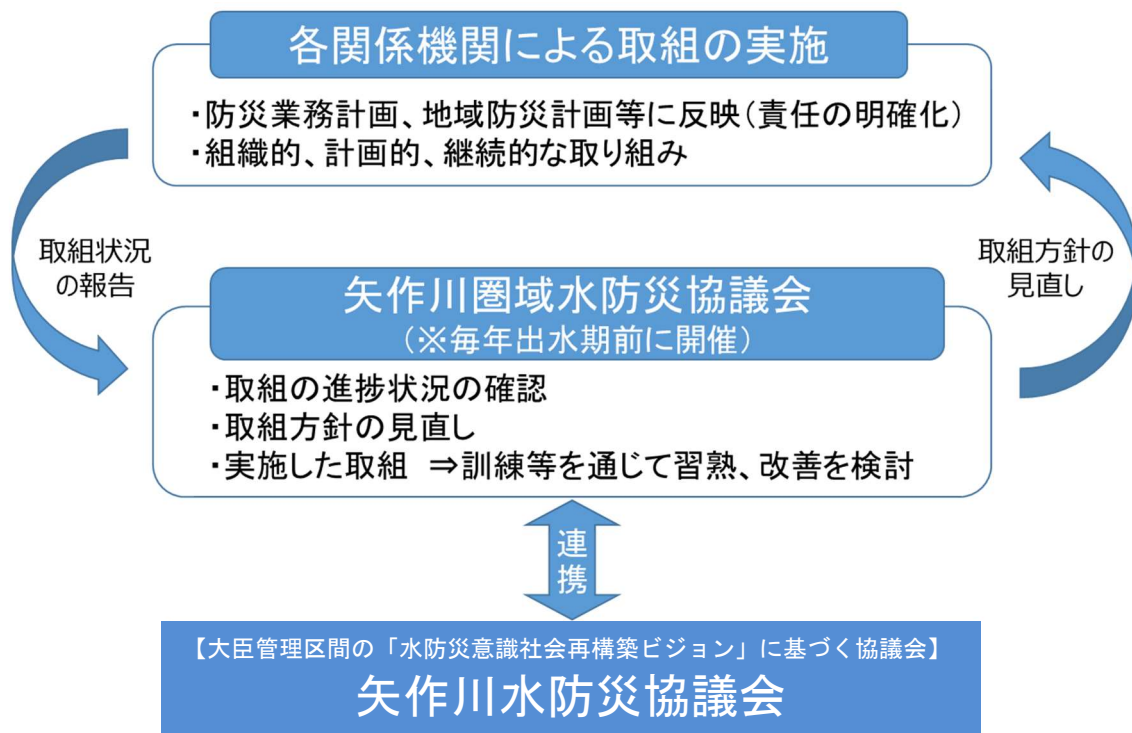 各関係機関による取組の実施
・防災業務計画、地域防災計画等に反映(責任の明確化)
・組織的、計画的、継続的な取り組み
取組状況
の報告
取組方針の
見直し
矢作川圏域水防災協議会
(※毎年出水期前に開催)
・取組の進捗状況の確認
・取組方針の見直し
・実施した取組 ⇒訓練等を通じて習熟、改善を検討
連
携
【大臣管理区間の「水防災意識社会再構築ビジョン」に基づく協議会】
矢作川水防災協議会